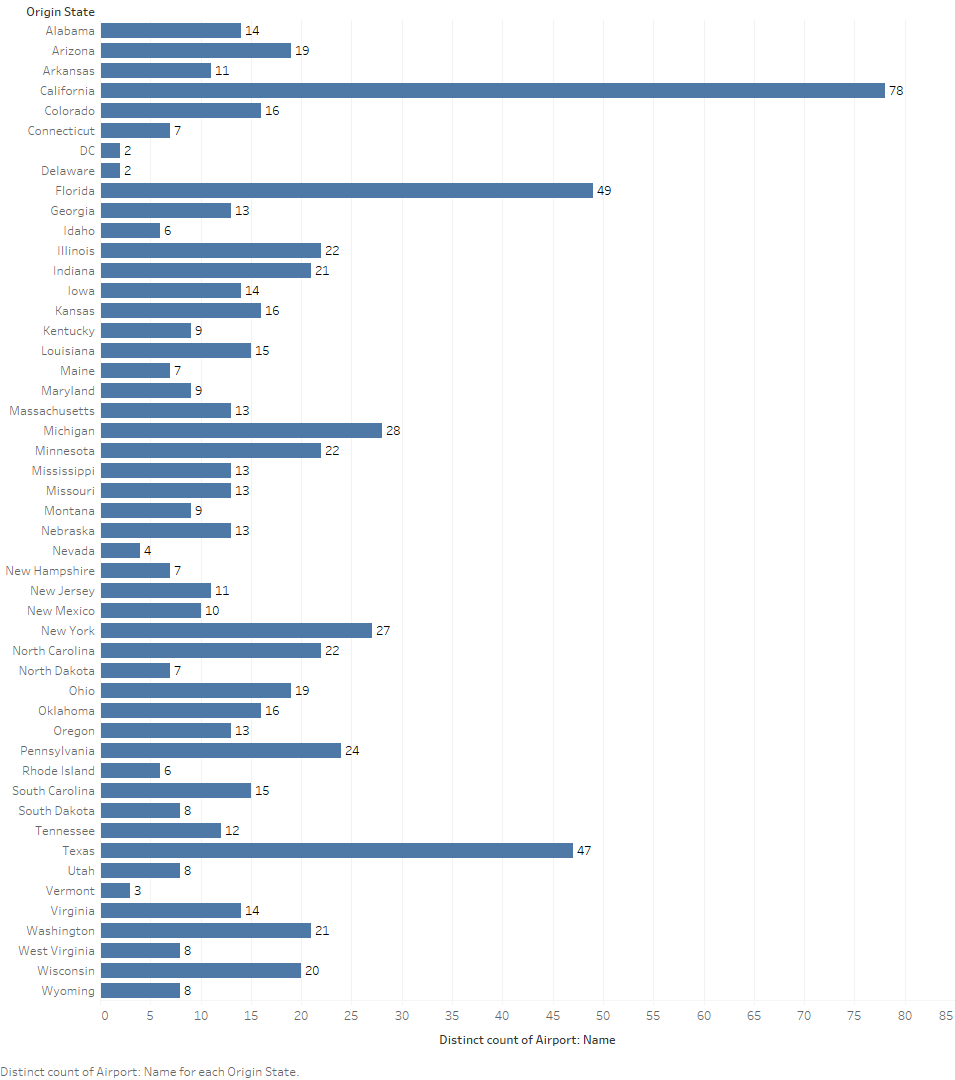 Origin State
Alabama 14
Arizona 19
Arkansas 11
California 78
Colorado 16
Connecticut 7
DC 2
Delaware 2
Florida 49
Georgia 13
Idaho 6
Illinois 22
Indiana 21
Iowa 14
Kansas 16
Kentucky 9
Louisiana 15
Maine 7
Maryland 9
Massachusetts 13
Michigan 28
Minnesota 22
Mississippi 13
Missouri 13
Montana 9
Nebraska 13
Nevada 4
New Hampshire 7
New Jersey 11
New Mexico 10
New York 27
North Carolina 22
North Dakota 7
Ohio 19
Oklahoma 16
Oregon 13
Pennsylvania 24
Rhode Island 6
South Carolina 15
South Dakota 8
Tennessee 12
Texas 47
Utah 8
Vermont 3
Virginia 14
Washington 21
West Virginia 8
Wisconsin 20
Wyoming 8
0 5 10 15 20 25 30 35 40 45 50 55 60 65 70 75 80 85
Distinct count of Airport: Name
Distinct count of Airport: Name for each Origin State.